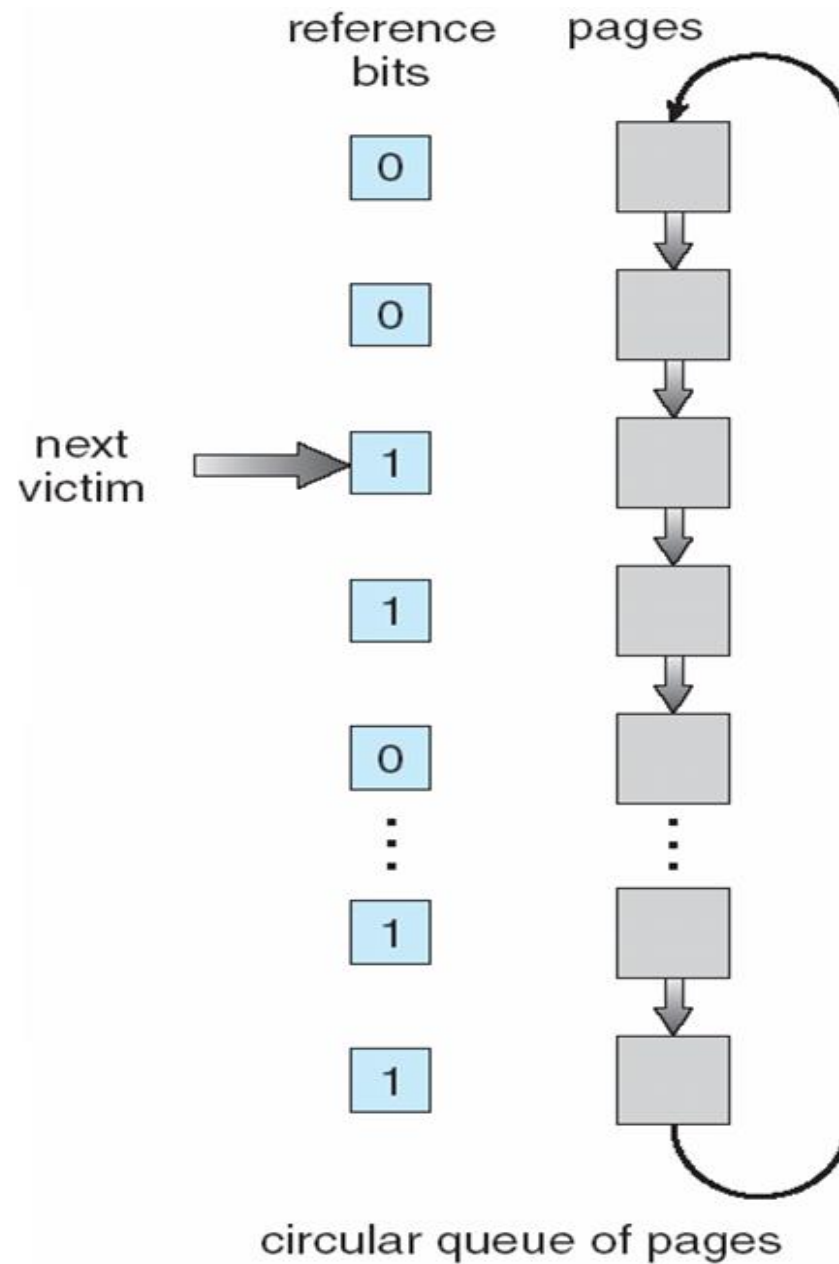 reference
bits
pages
0
0
next
victim
1
1
0
1
1
circular queue of pages